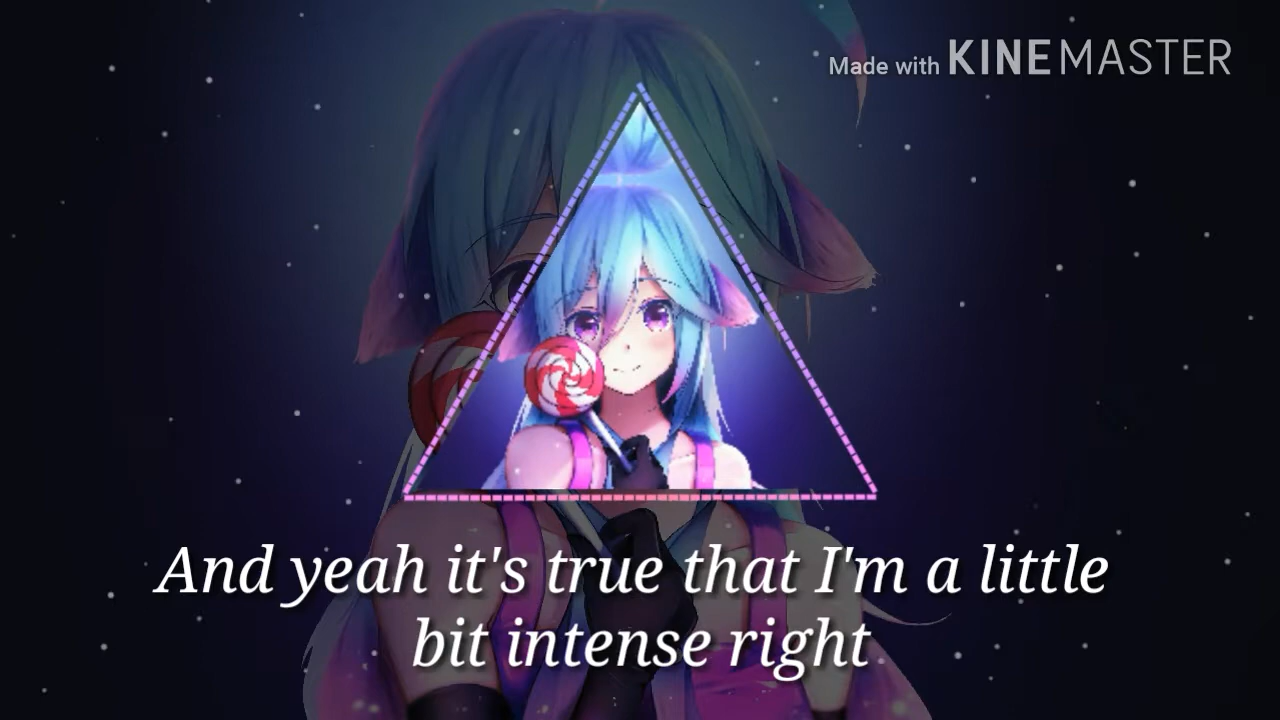 Made with KINEMASTER
And yeah it's true that I'm a little
bit intense right